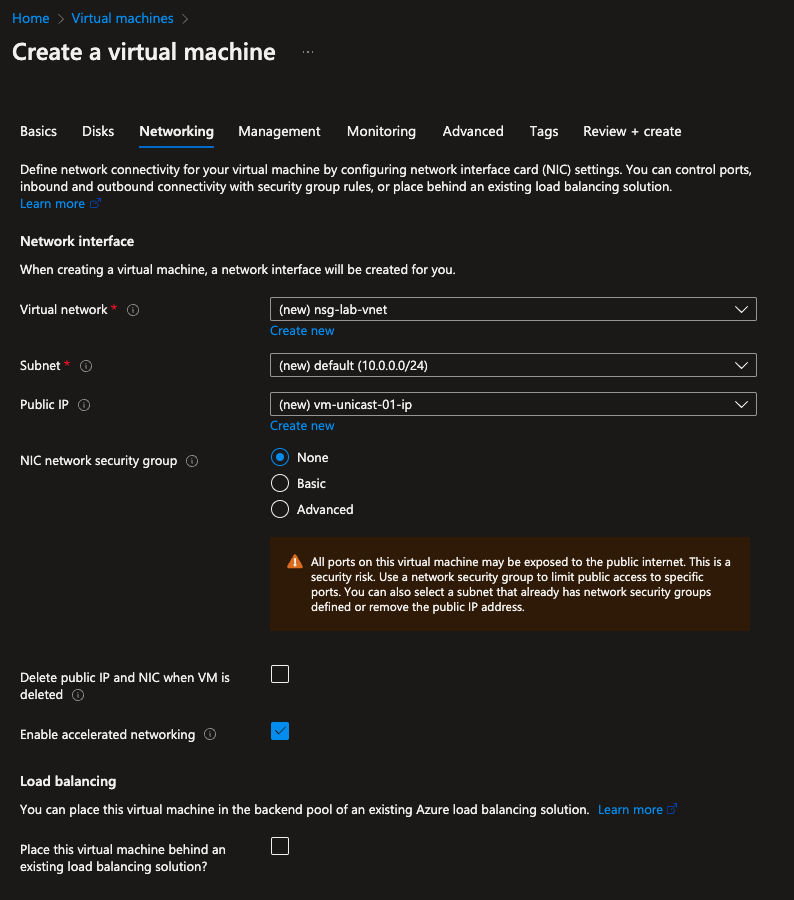 Home > Virtual machines >
Create a virtual machine ...
Basics Disks Networking Management Monitoring Advanced Tags Review + create
Define network connectivity for your virtual machine by configuring network interface card (NIC) settings. You can control ports,
inbound and outbound connectivity with security group rules, or place behind an existing load balancing solution.
Learn more
Network interface
When creating a virtual machine, a network interface will be created for you.
Virtual network * (new) nsg-lab-vnet
Create new
Subnet * (new) default (10.0.0.0/24)
Public IP (new) vm-unicast-01-ip
Create new
NIC network security group None
Basic
Advanced
All ports on this virtual machine may be exposed to the public internet. This is a
security risk. Use a network security group to limit public access to specific
ports. You can also select a subnet that already has network security groups
defined or remove the public IP address.
Delete public IP and NIC when VM is
deleted
Enable accelerated networking
Load balancing
You can place this virtual machine in the backend pool of an existing Azure load balancing solution. Learn more
Place this virtual machine behind an
existing load balancing solution?